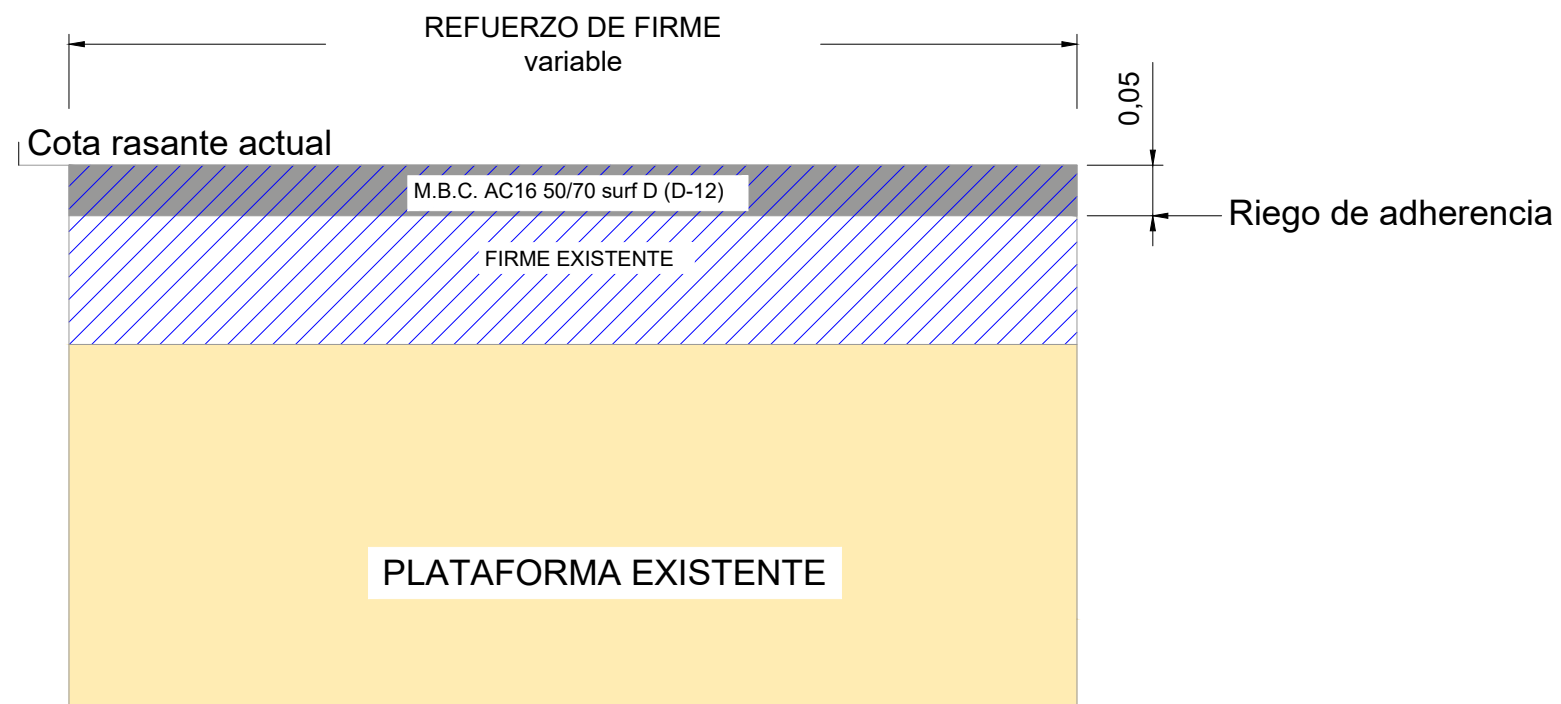 REFUERZO DE FIRME
variable
0,05
Cota rasante actual
M.B.C. AC16 50/70 surf D (D-12)
Riego de adherencia
FIRME EXISTENTE
PLATAFORMA EXISTENTE